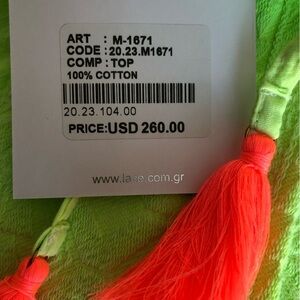 ART : M-1671
CODE : 20.23.M1671
COMP : TOP
100% COTTON
20.23.104.00
PRICE:USD 260.00